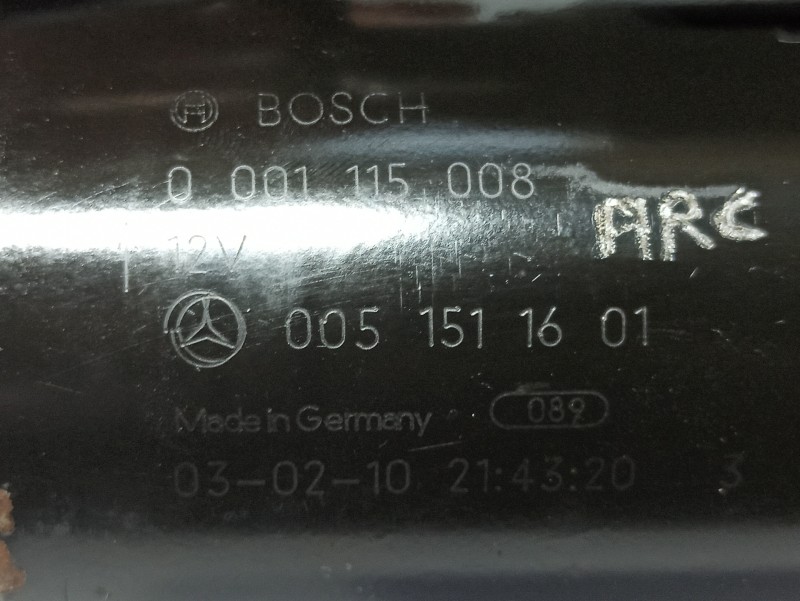 BOSCH
0 001 115 008
ARC
12V
005 151 16 01
Made in Germany 089
03-02-10 21:43:20 3